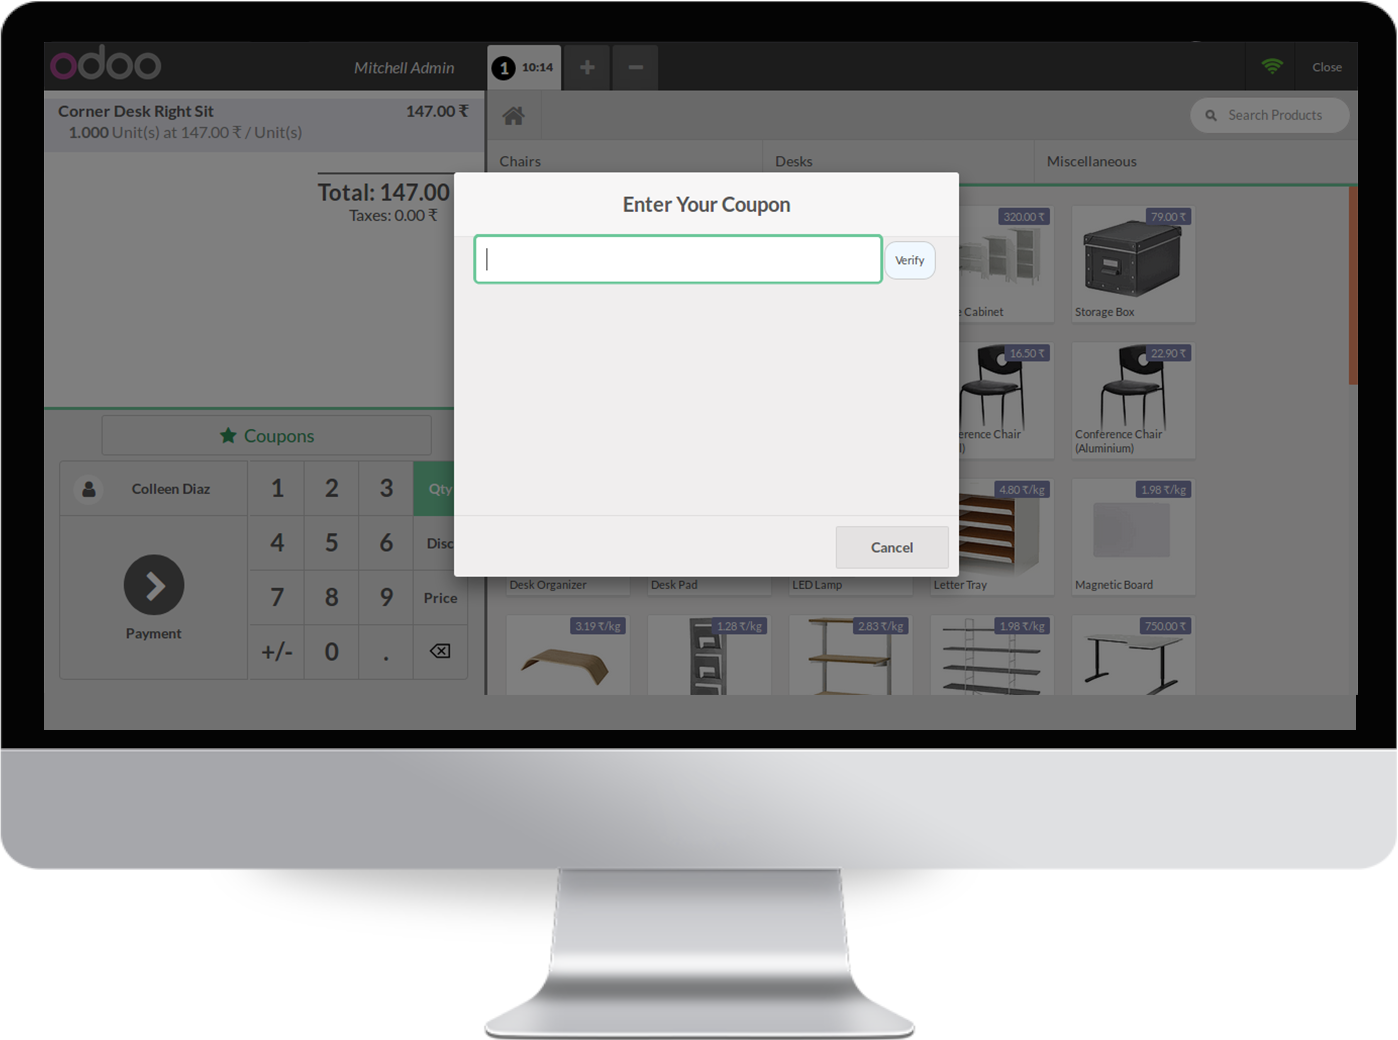 odoo
Mitchell Admin
1 10:14
Close
Corner Desk Right Sit 147.00 ₹
1.000 Unit(s) at 147.00 ₹ / Unit(s)
Total: 147.00
Taxes: 0.00 ₹
Search Products
Chairs Desks Miscellaneous
Enter Your Coupon
Verify
Cancel
Coupons
Colleen Diaz
Payment
1 2 3 Qty
4 5 6 Disc
7 8 9 Price
+/- 0 .
320.00 ₹ 79.00 ₹
Cabinet Storage Box
16.50 ₹ 22.90 ₹
Chair Conference Chair
(Aluminium)
4.80 ₹/kg 1.98 ₹/kg
Desk Organizer Desk Pad LED Lamp Letter Tray Magnetic Board
3.19 ₹/kg 1.28 ₹/kg 2.83 ₹/kg 1.98 ₹/kg 750.00 ₹